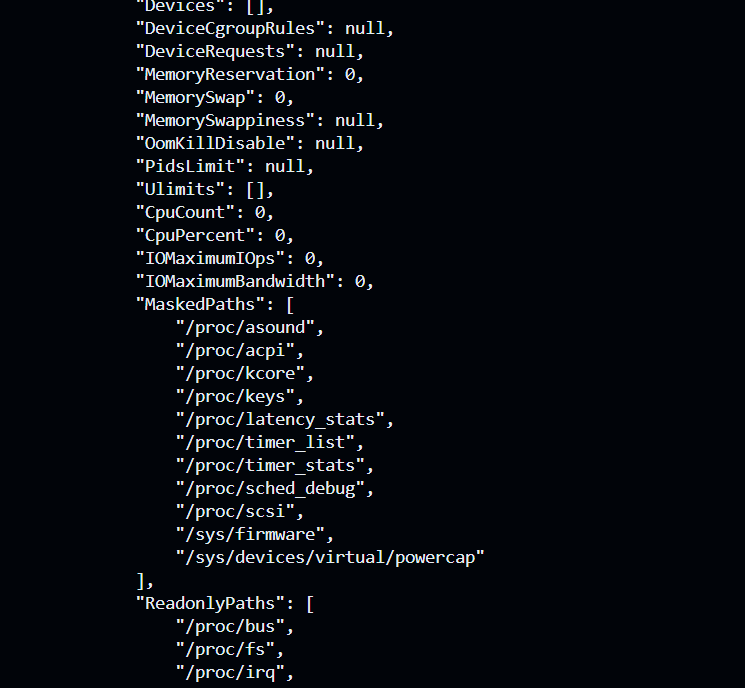 "Devices": [],
"DeviceCgroupRules": null,
"DeviceRequests": null,
"MemoryReservation": 0,
"MemorySwap": 0,
"MemorySwappiness": null,
"OomKillDisable": null,
"PidsLimit": null,
"Ulimits": [],
"CpuCount": 0,
"CpuPercent": 0,
"IOMaximumIOps": 0,
"IOMaximumBandwidth": 0,
"MaskedPaths": [
"/proc/asound",
"/proc/acpi",
"/proc/kcore",
"/proc/keys",
"/proc/latency_stats",
"/proc/timer_list",
"/proc/timer_stats",
"/proc/sched_debug",
"/proc/scsi",
"/sys/firmware",
"/sys/devices/virtual/powercap"
],
"ReadonlyPaths": [
"/proc/bus",
"/proc/fs",
"/proc/irq",